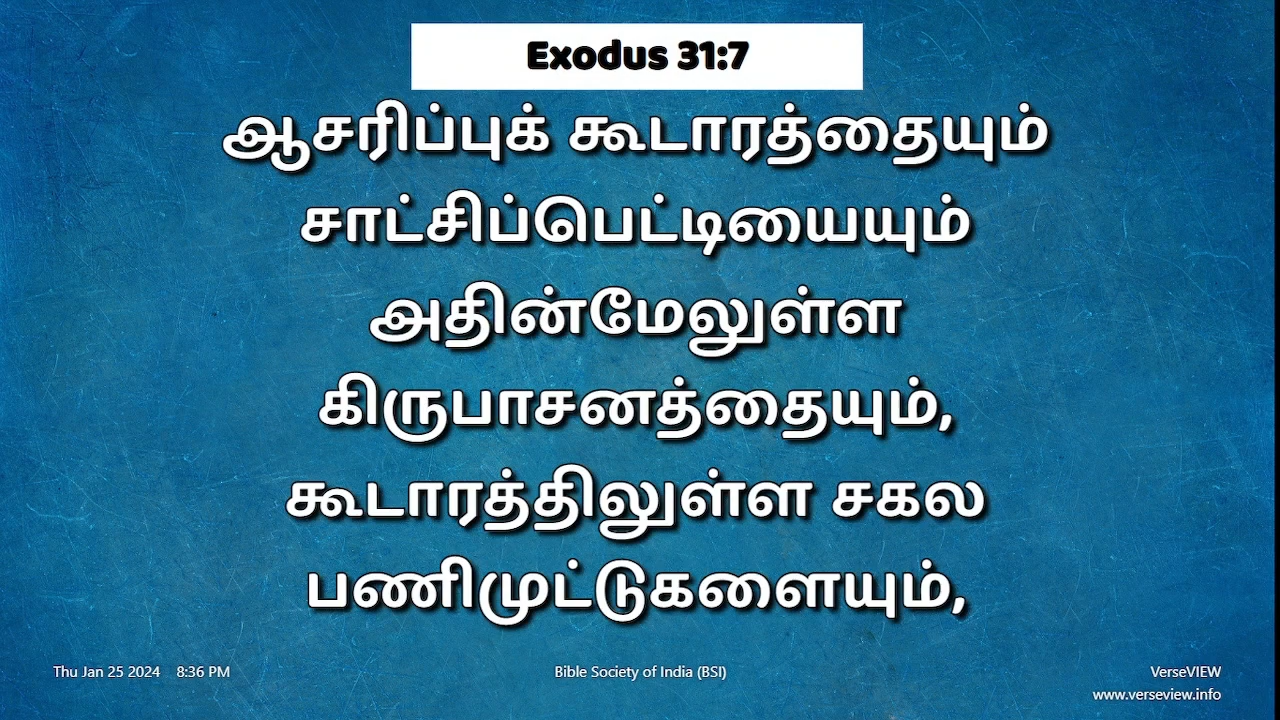 Exodus 31:7
ஆசரிப்புக் கூடாரத்தையும்
சாட்சிப்பெட்டியையும்
அதின்மேலுள்ள
கிருபாசனத்தையும்,
கூடாரத்திலுள்ள சகல
பணிமுட்டுகளையும்,
Thu Jan 25 2024 8:36 PM
Bible Society of India (BSI)
VerseVIEW
www.verseview.info